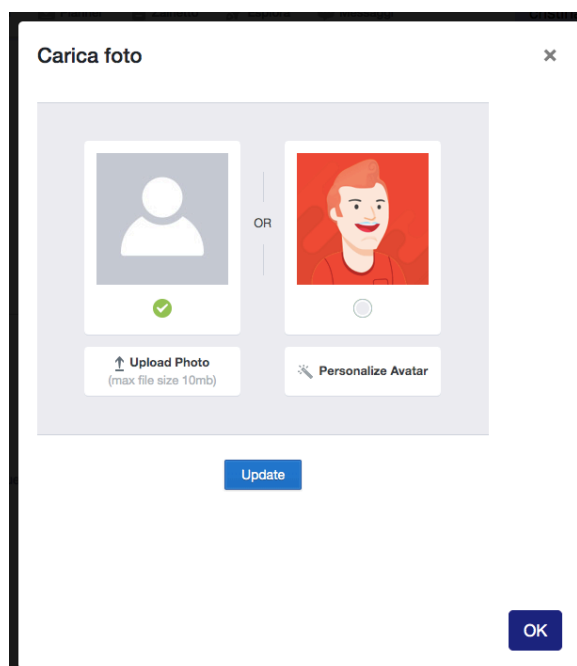 Carica foto
×
OR
Upload Photo
(max file size 10mb)
Personalize Avatar
Update
OK